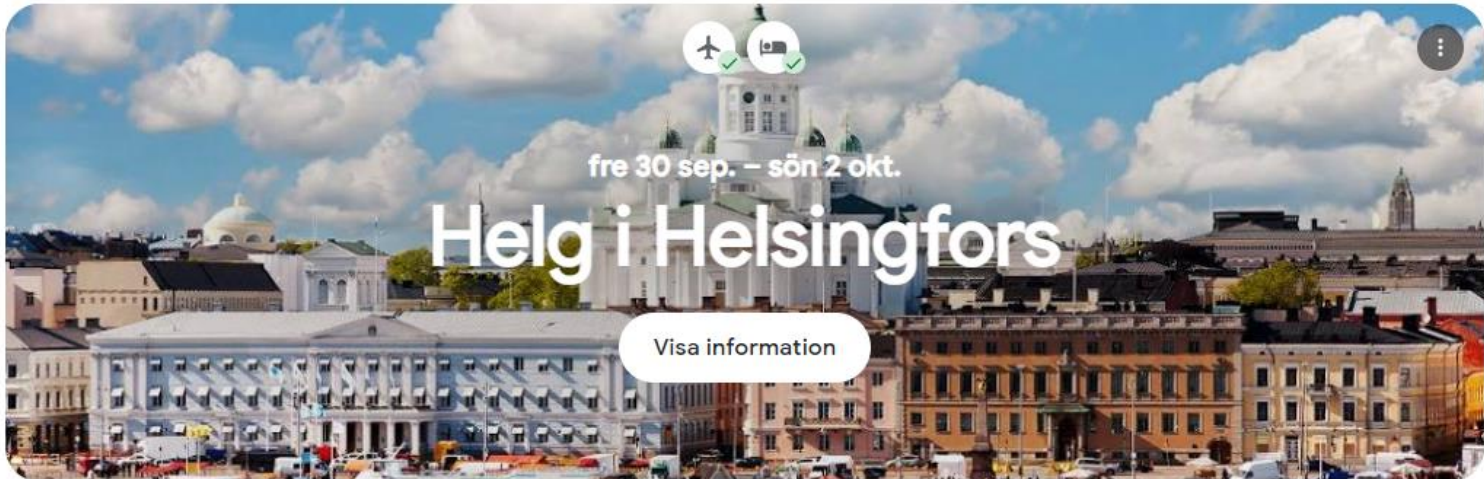 fre 30 sep. – sön 2 okt.
Helg i Helsingfors
Visa information